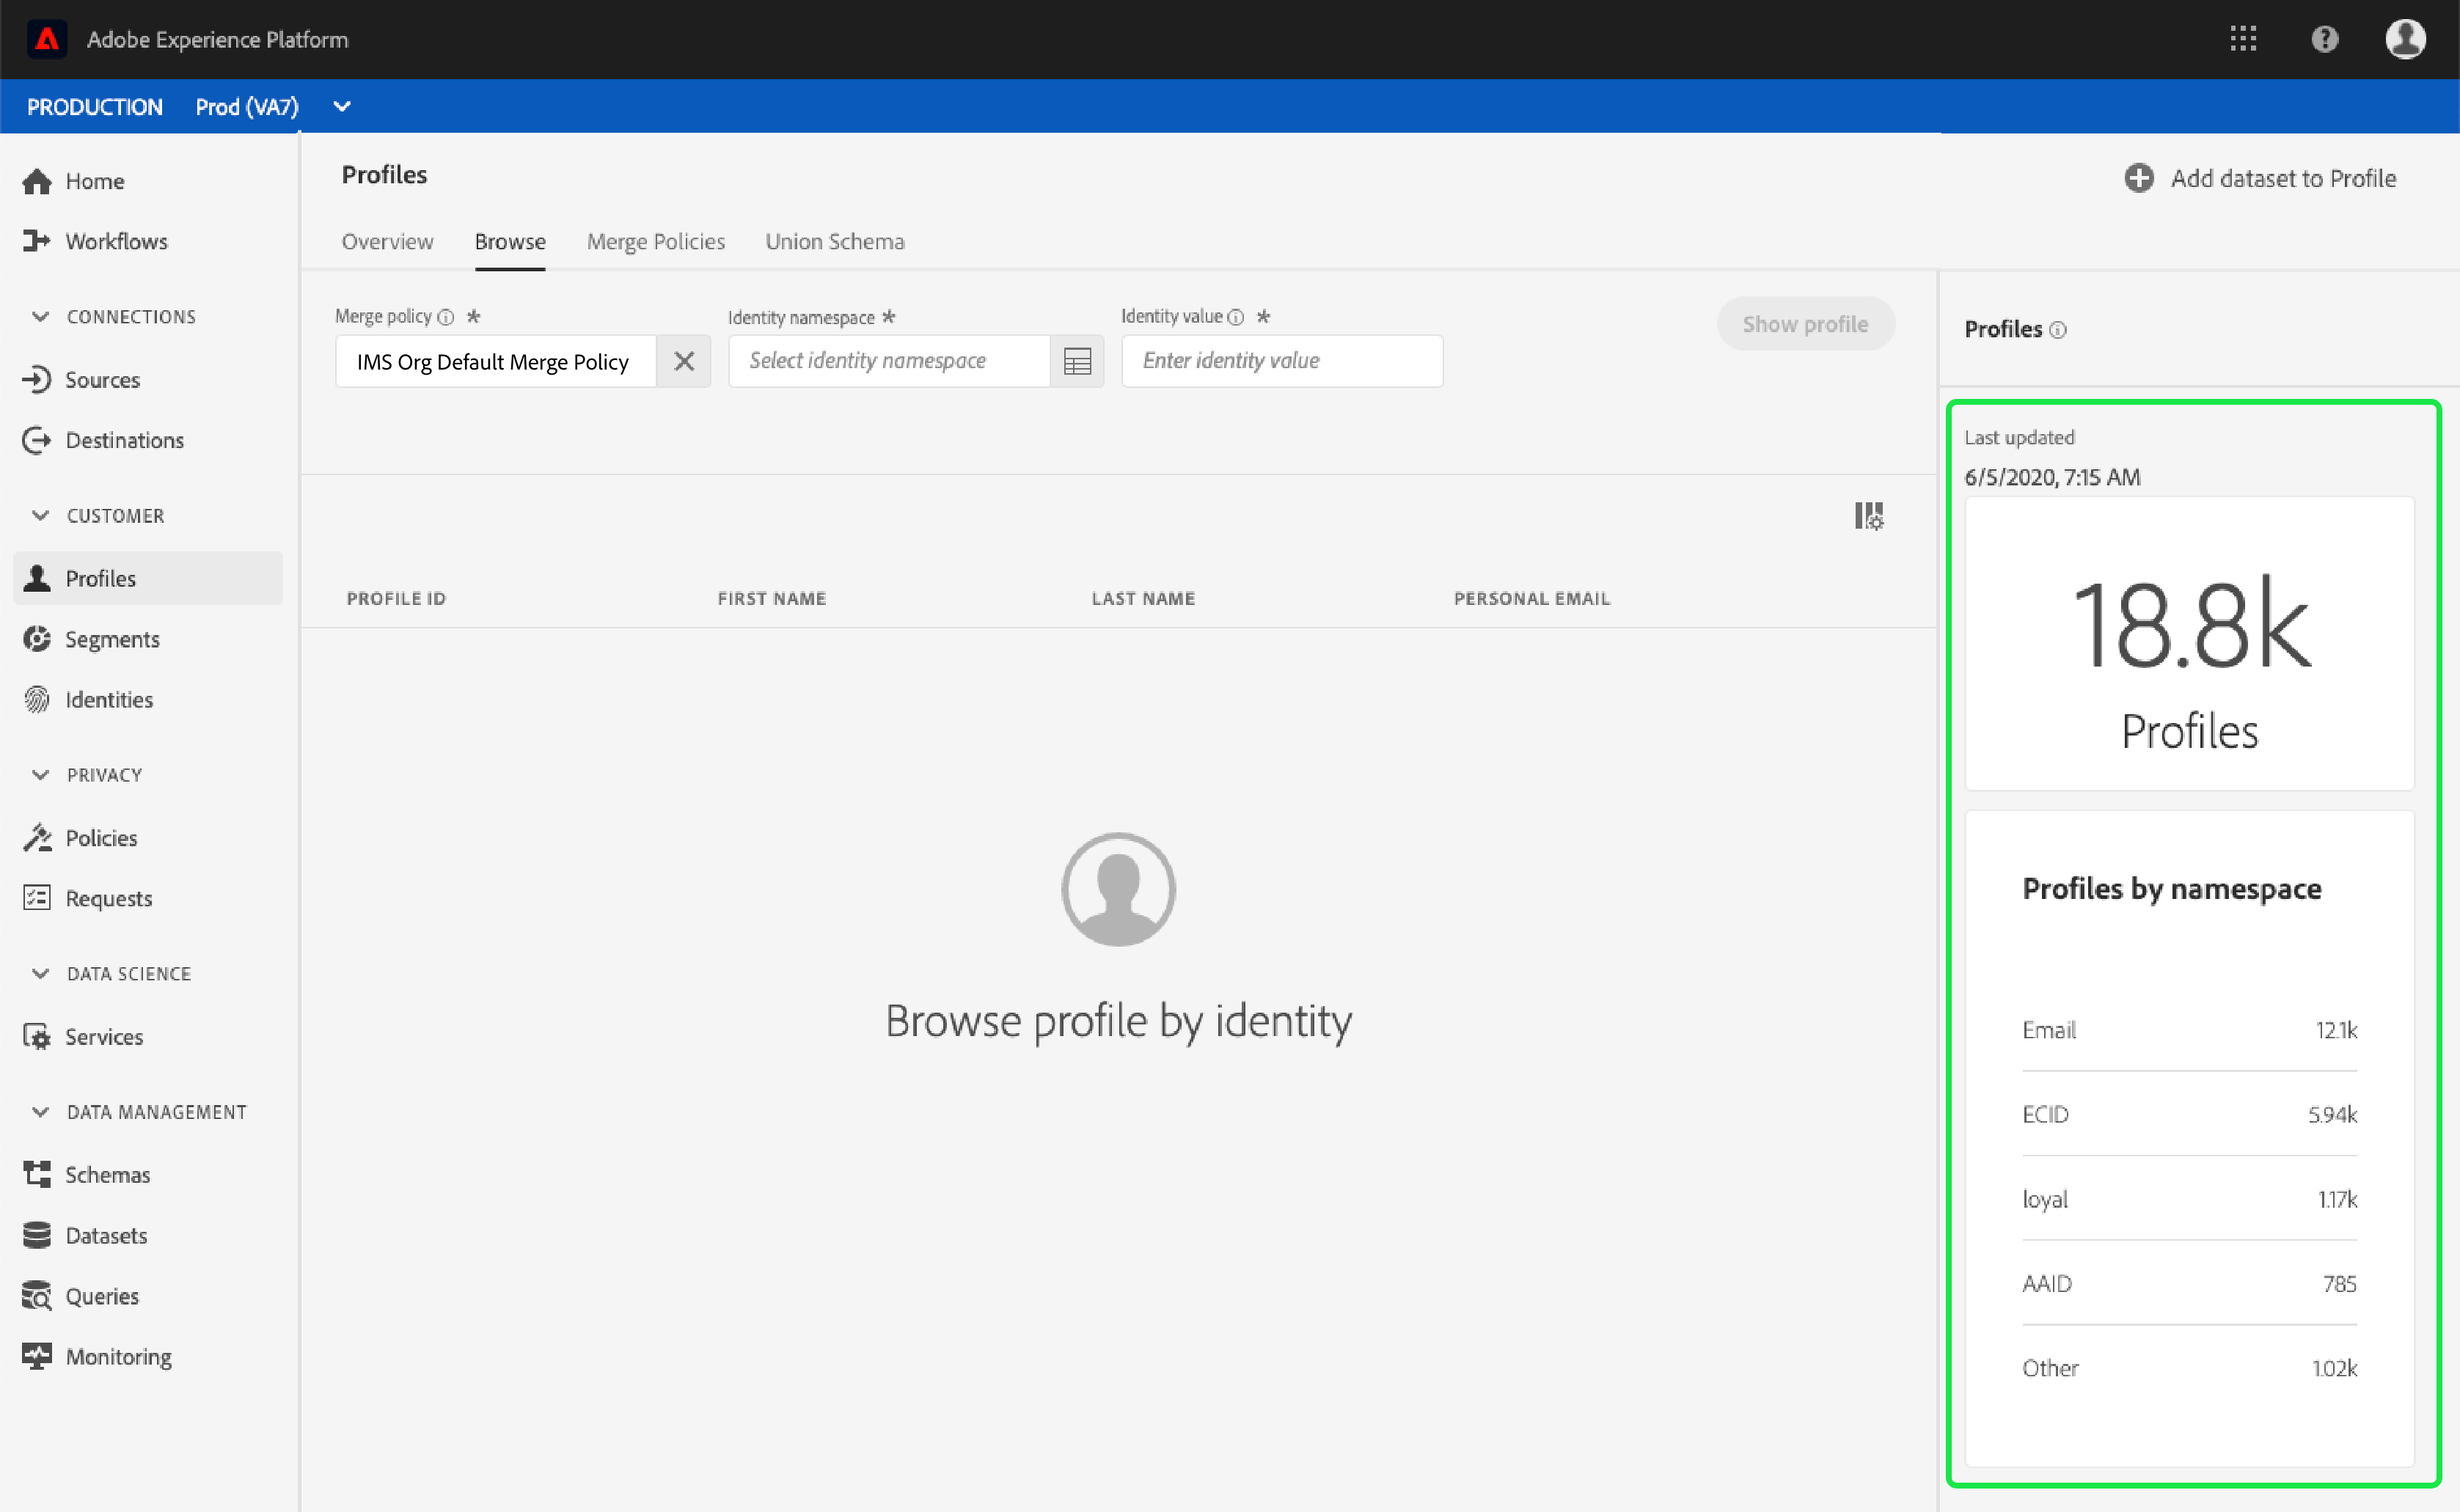 Adobe Experience Platform
PRODUCTION Prod (VA7)
Home
Workflows
CONNECTIONS
Sources
Destinations
CUSTOMER
Profiles
Segments
Identities
PRIVACY
Policies
Requests
DATA SCIENCE
Services
DATA MANAGEMENT
Schemas
Datasets
Queries
Monitoring
Profiles
Add dataset to Profile
Overview Browse Merge Policies Union Schema
Merge policy * Identity namespace * Identity value *
IMS Org Default Merge Policy Select identity namespace Enter identity value
Show profile
PROFILE ID FIRST NAME LAST NAME PERSONAL EMAIL
Browse profile by identity
Profiles
Last updated
6/5/2020, 7:15 AM
18.8k
Profiles
Profiles by namespace
Email 12.1k
ECID 5.94k
loyal 1.17k
AAID 785
Other 1.02k